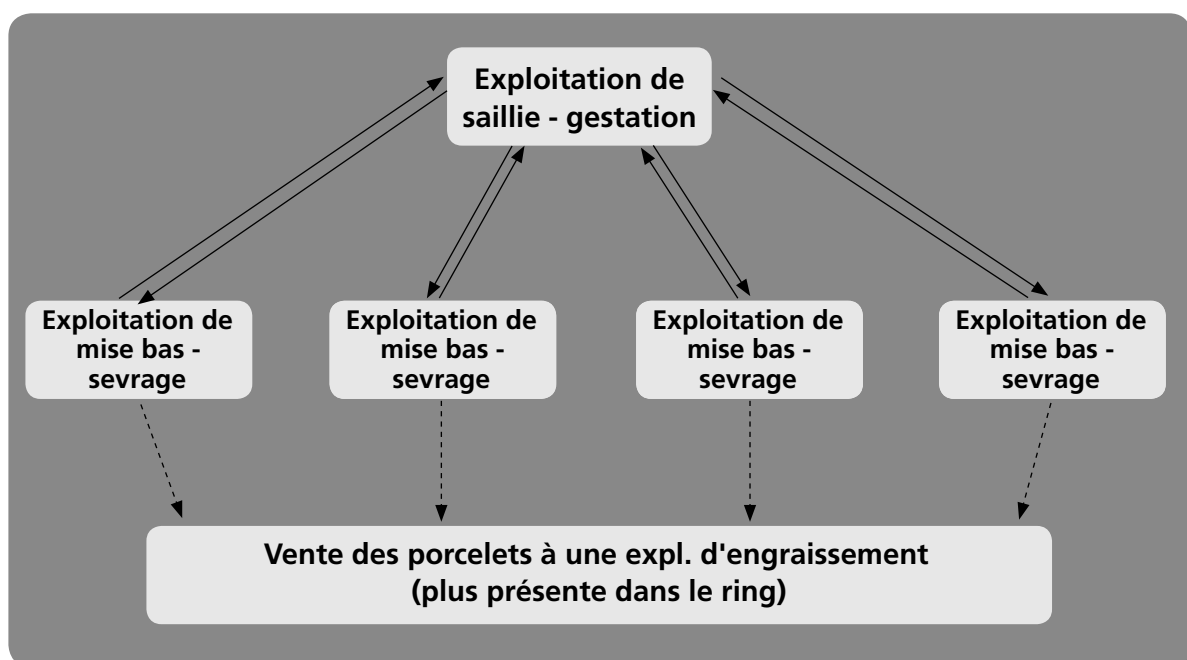 Exploitation de
saillie - gestation
Exploitation de
mise bas -
sevrage
Exploitation de
mise bas -
sevrage
Exploitation de
mise bas -
sevrage
Exploitation de
mise bas -
sevrage
Vente des porcelets à une expl. d'engraissement
(plus présente dans le ring)